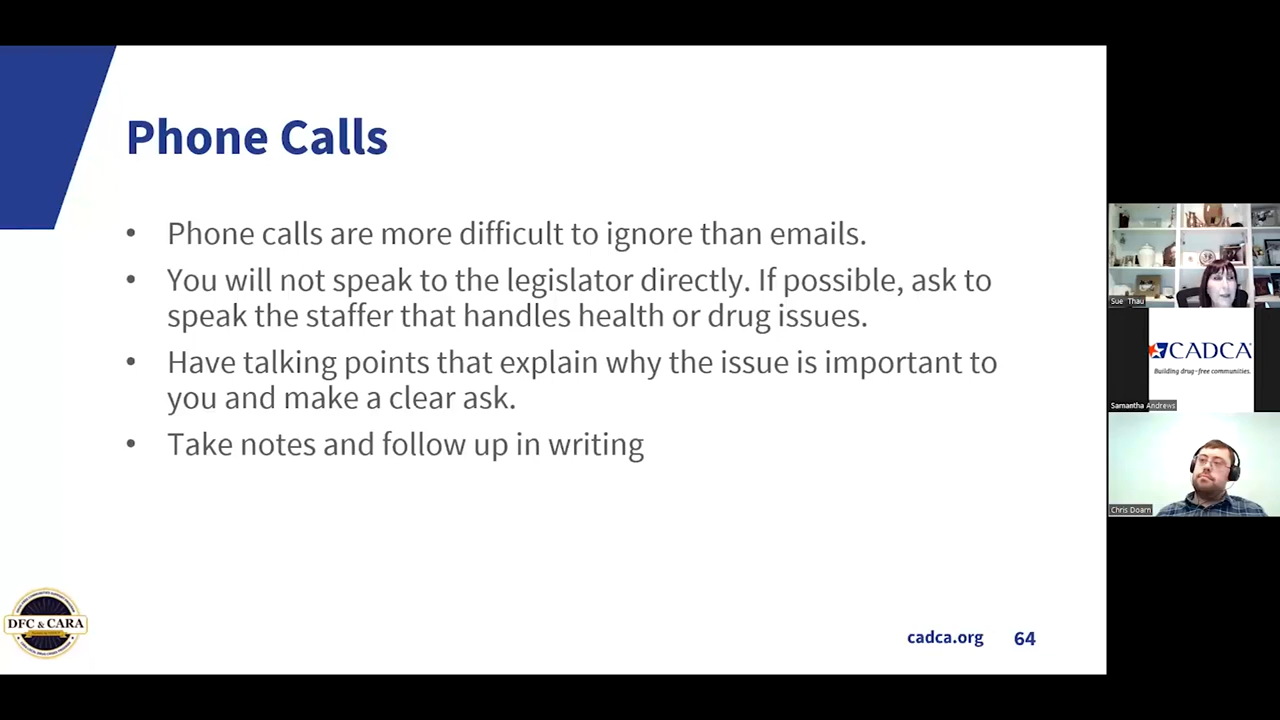 Phone Calls
• Phone calls are more difficult to ignore than emails.
• You will not speak to the legislator directly. If possible, ask to
speak the staffer that handles health or drug issues.
• Have talking points that explain why the issue is important to
you and make a clear ask.
• Take notes and follow up in writing
DFC & CARA
cadca.org 64
Sue Thau
CADCA
Building drug-free communities.
Samantha Andrews
Chris Doarn